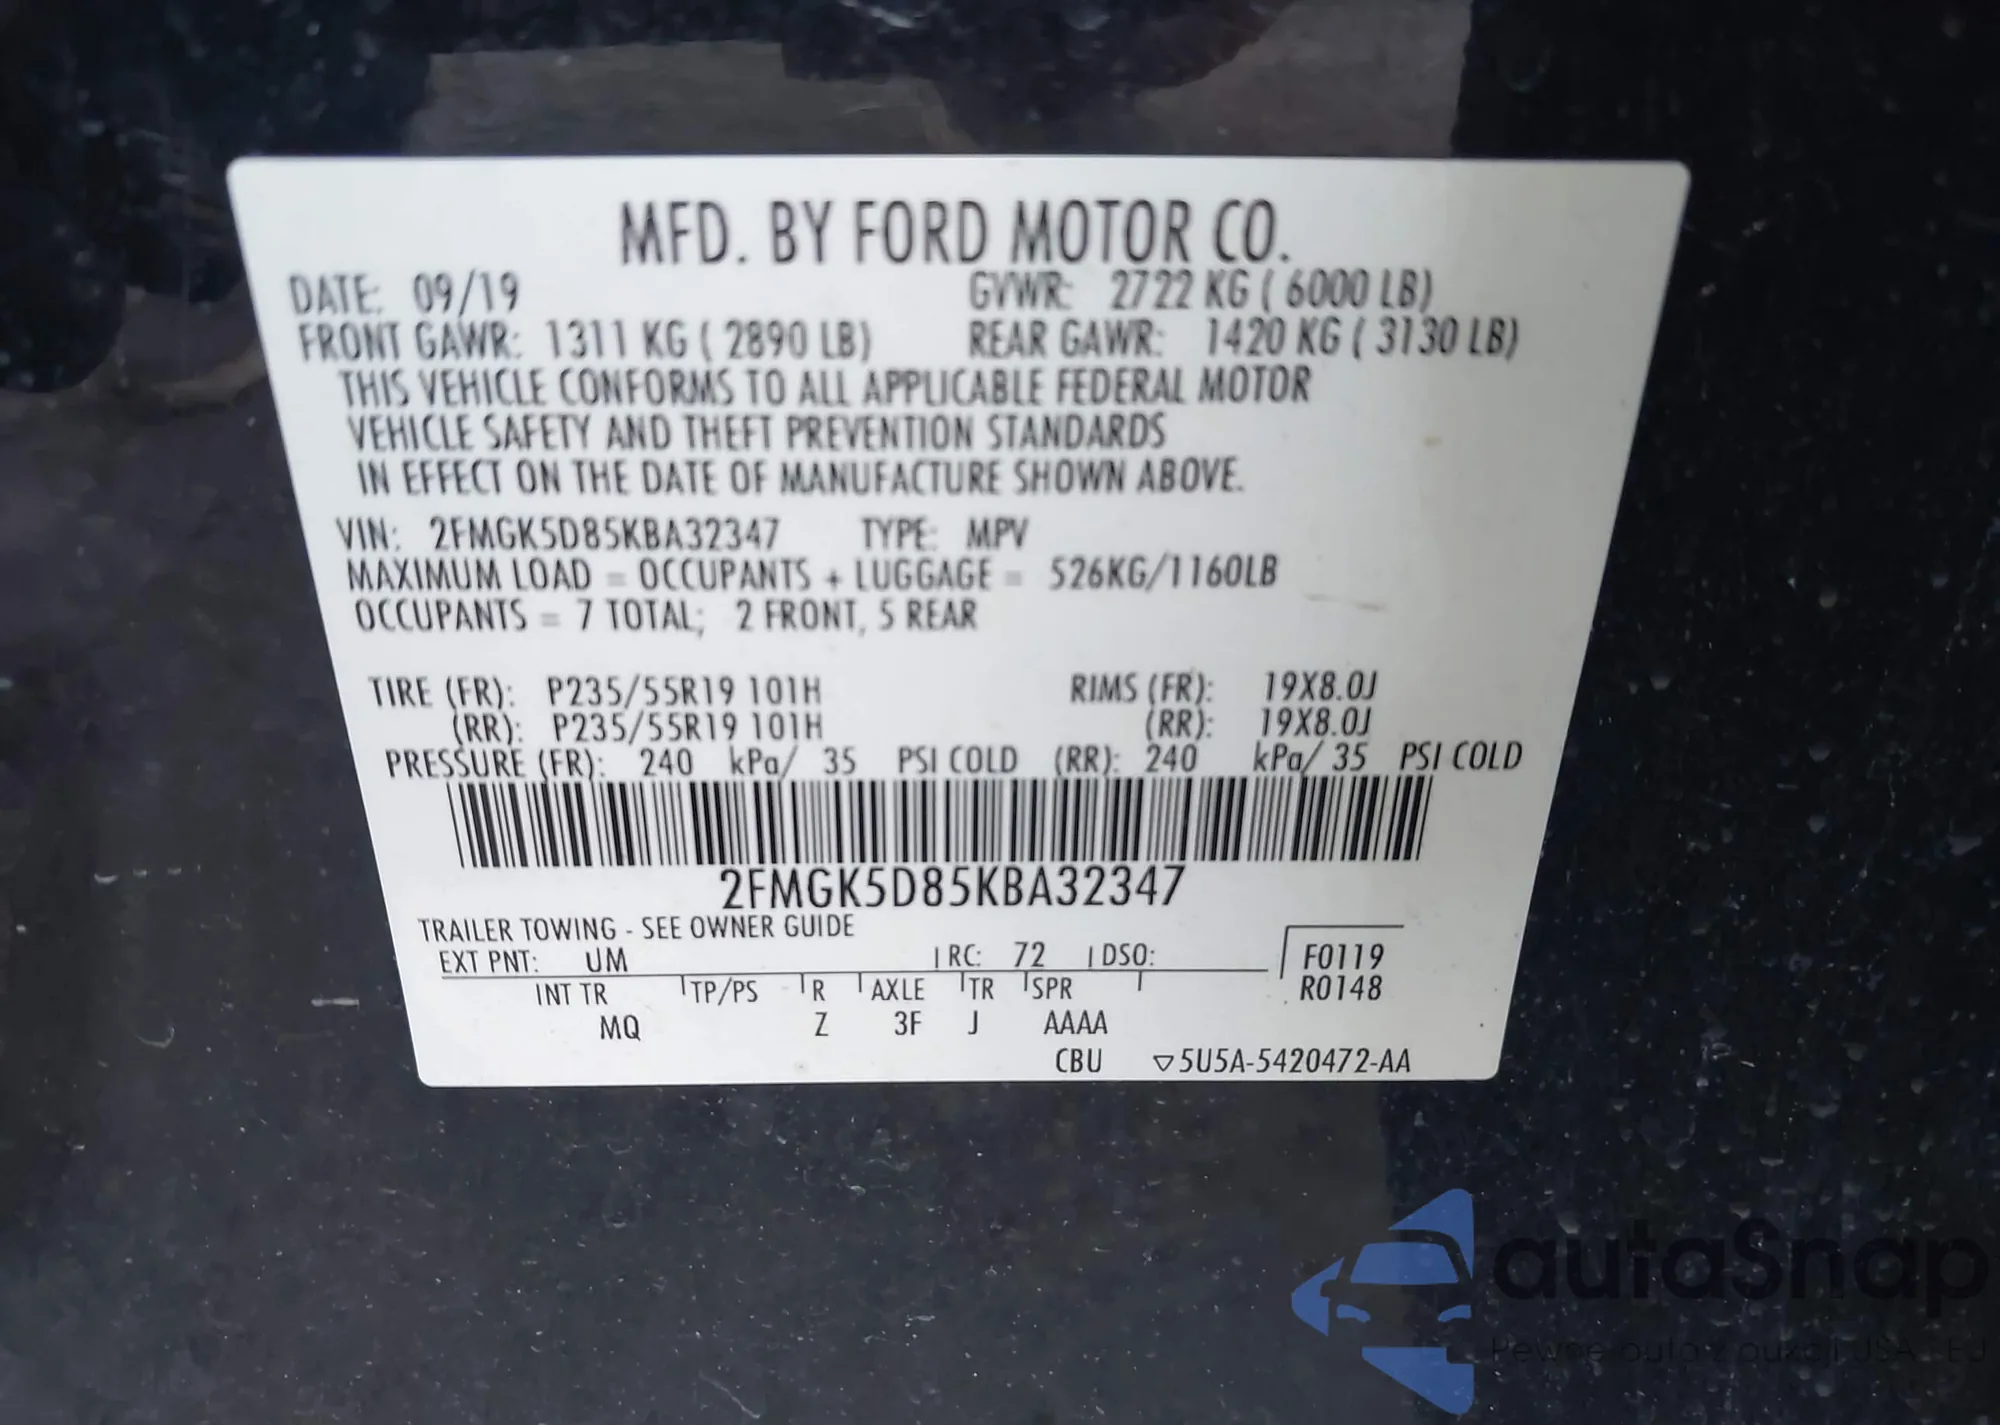 MFD. BY FORD MOTOR CO.
DATE: 09/19 GVWR: 2722 KG ( 6000 LB)
FRONT GAWR: 1311 KG ( 2890 LB) REAR GAWR: 1420 KG ( 3130 LB)
THIS VEHICLE CONFORMS TO ALL APPLICABLE FEDERAL MOTOR
VEHICLE SAFETY AND THEFT PREVENTION STANDARDS
IN EFFECT ON THE DATE OF MANUFACTURE SHOWN ABOVE.
VIN: 2FMGK5D85KBA32347 TYPE: MPV
MAXIMUM LOAD = OCCUPANTS + LUGGAGE = 526KG/1160LB
OCCUPANTS = 7 TOTAL; 2 FRONT, 5 REAR
TIRE (FR): P235/55R19 101H RIMS (FR): 19X8.0J
(RR): P235/55R19 101H (RR): 19X8.0J
PRESSURE (FR): 240 kPa/ 35 PSI COLD (RR): 240 kPa/ 35 PSI COLD
2FMGK5D85KBA32347
TRAILER TOWING - SEE OWNER GUIDE
EXT PNT: UM RC: 72 DSO: F0119
INT TR TP/PS R AXLE TR SPR R0148
MQ Z 3F J AAAA
CBU ▽5U5A-5420472-AA
autoSnap
Pewne auta z aukcji USA i EU